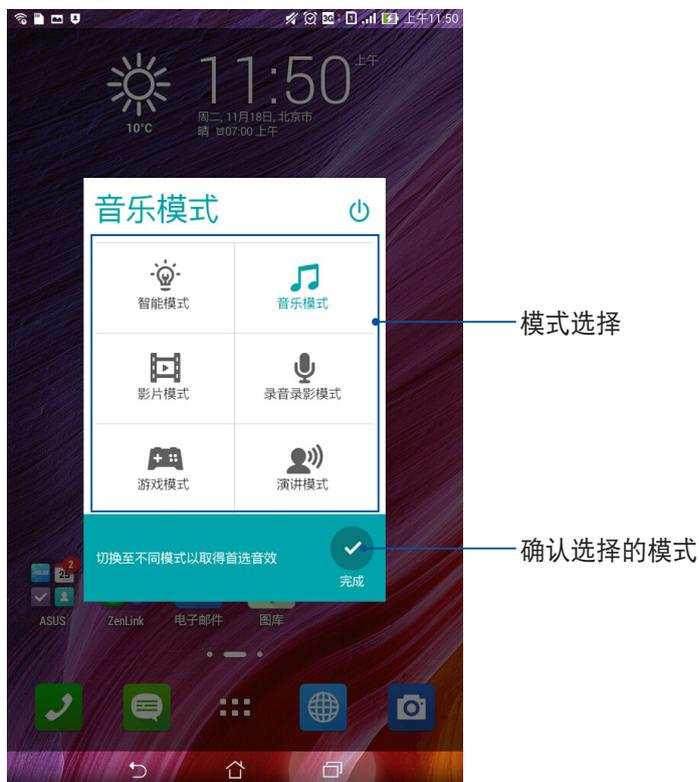 3G 1 上午11:50
11:50 上午
周二, 11月18日, 北京市
10°C
晴 07:00 上午
音乐模式
智能模式 音乐模式
模式选择
影片模式 录音录影模式
游戏模式 演讲模式
切换至不同模式以取得首选音效
确认选择的模式
完成
2
25
ASUS ZenLink 电子邮件 图库